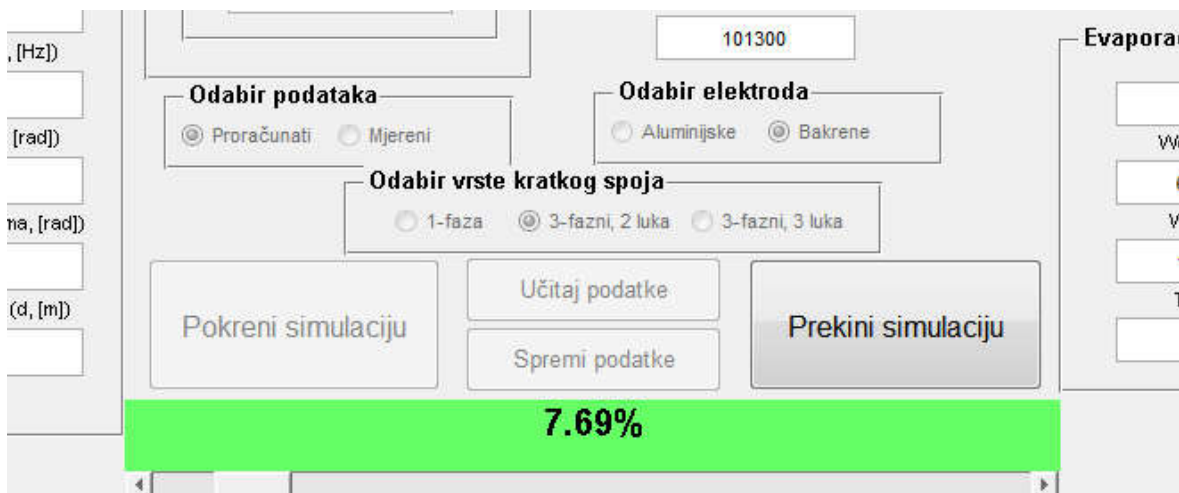 , [Hz])
101300
Evapora
Odabir podataka
Odabir elektroda
Proračunati Mjereni
Aluminijske Bakrene
[rad])
Odabir vrste kratkog spoja
1-faza 3-fazni, 2 luka 3-fazni, 3 luka
ma, [rad])
Pokreni simulaciju
Učitaj podatke
Spremi podatke
Prekini simulaciju
(d, [m])
7.69%